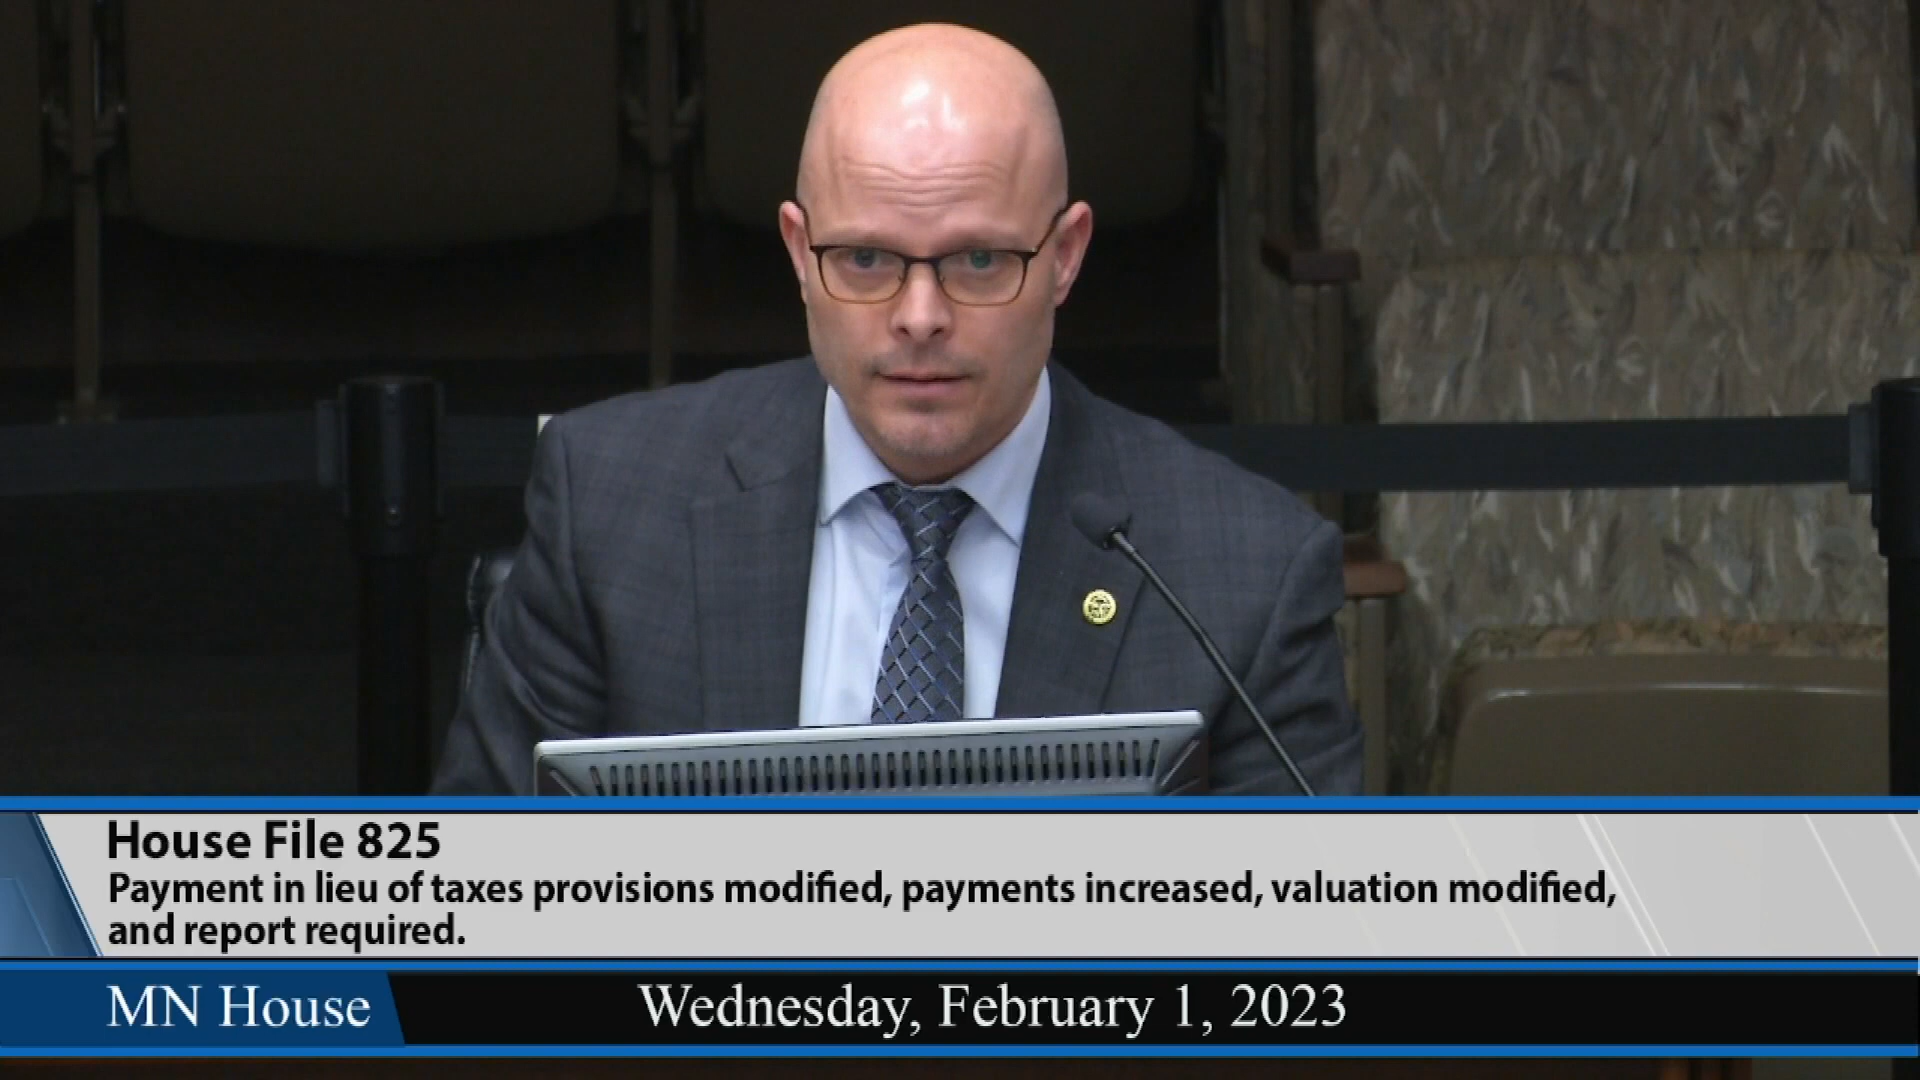 House File 825
Payment in lieu of taxes provisions modified, payments increased, valuation modified,
and report required.
MN House
Wednesday, February 1, 2023